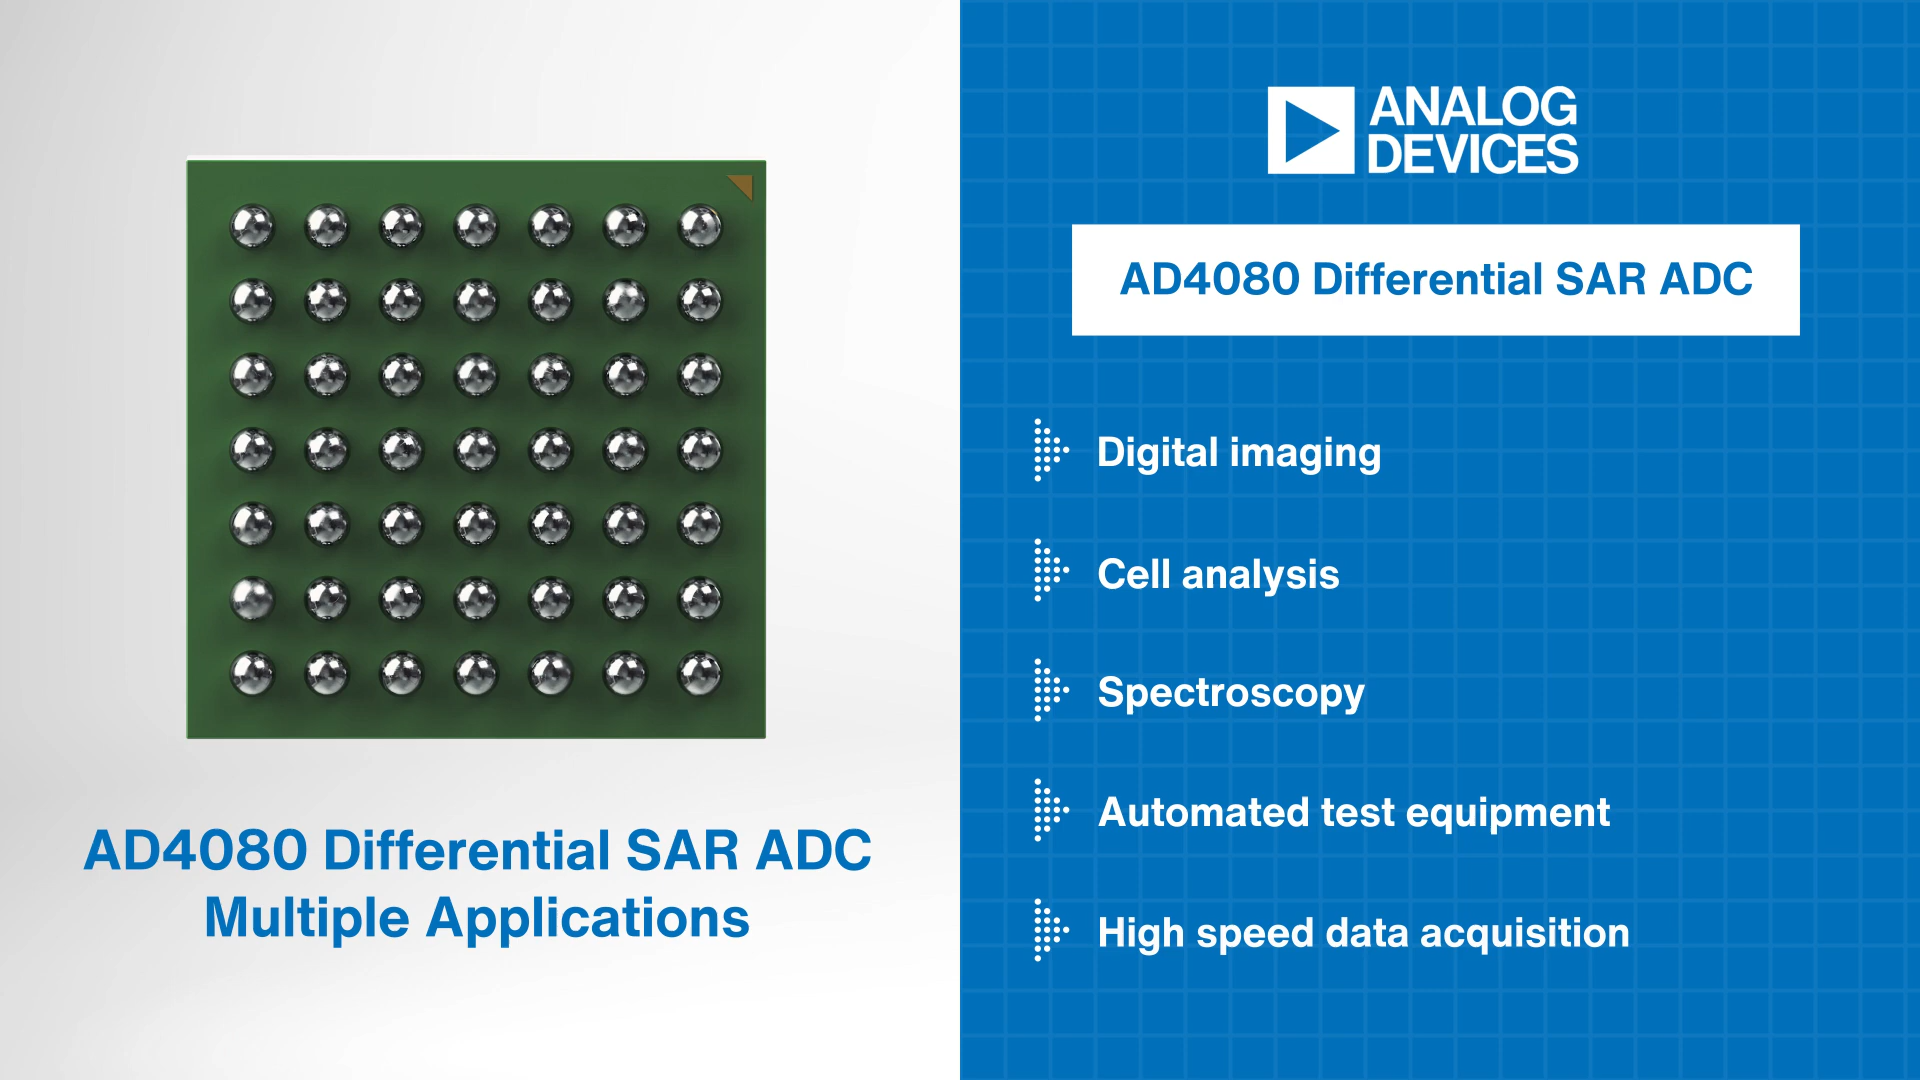 AD4080 Differential SAR ADC
Multiple Applications
ANALOG
DEVICES
AD4080 Differential SAR ADC
Digital imaging
Cell analysis
Spectroscopy
Automated test equipment
High speed data acquisition